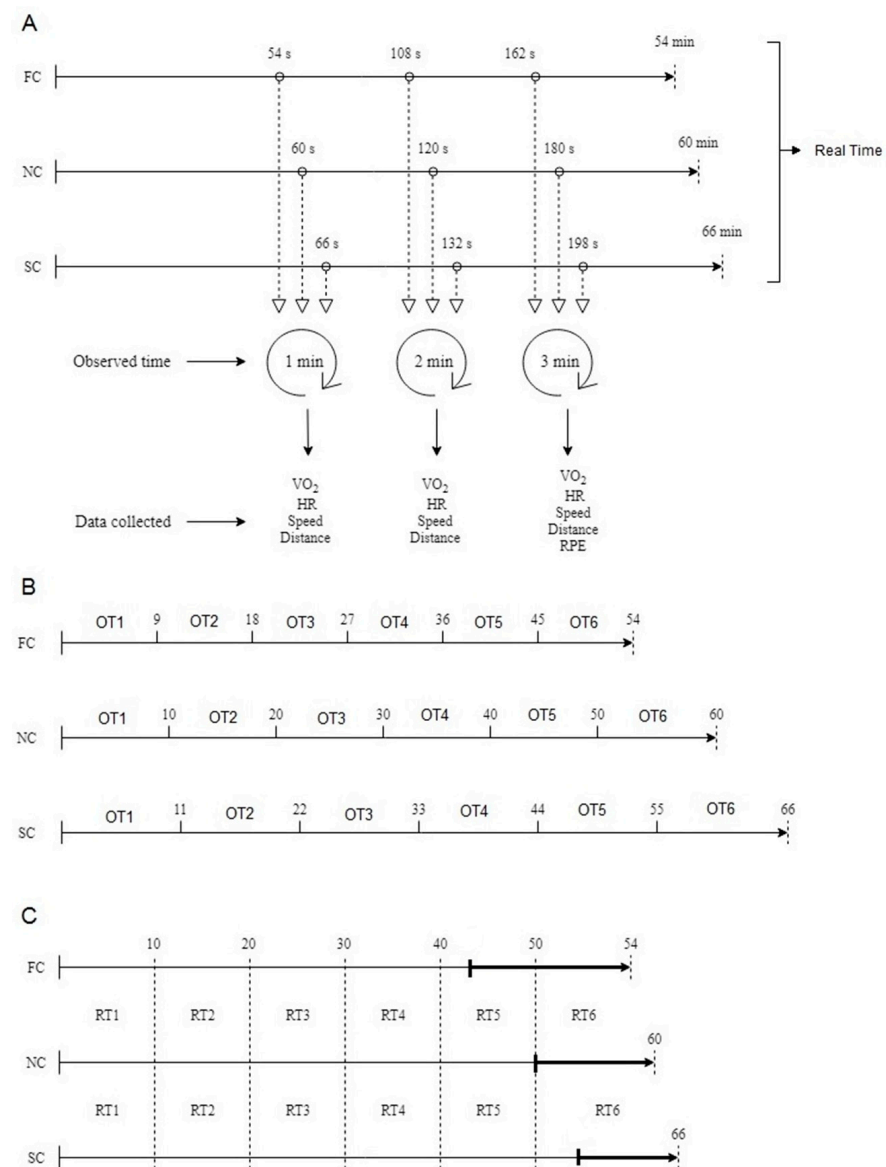 A
54 s 108 s 162 s 54 min
FC
60 s 120 s 180 s 60 min
Real Time
NC
66 s 132 s 198 s 66 min
SC
Observed time 1 min 2 min 3 min
Data collected
VO₂
HR
Speed
Distance
VO₂
HR
Speed
Distance
VO₂
HR
Speed
Distance
RPE
B
OT1 9 OT2 18 OT3 27 OT4 36 OT5 45 OT6 54
FC
OT1 10 OT2 20 OT3 30 OT4 40 OT5 50 OT6 60
NC
OT1 11 OT2 22 OT3 33 OT4 44 OT5 55 OT6 66
SC
C
10 20 30 40 50 54
FC
RT1 RT2 RT3 RT4 RT5 RT6
60
NC
RT1 RT2 RT3 RT4 RT5 RT6
66
SC